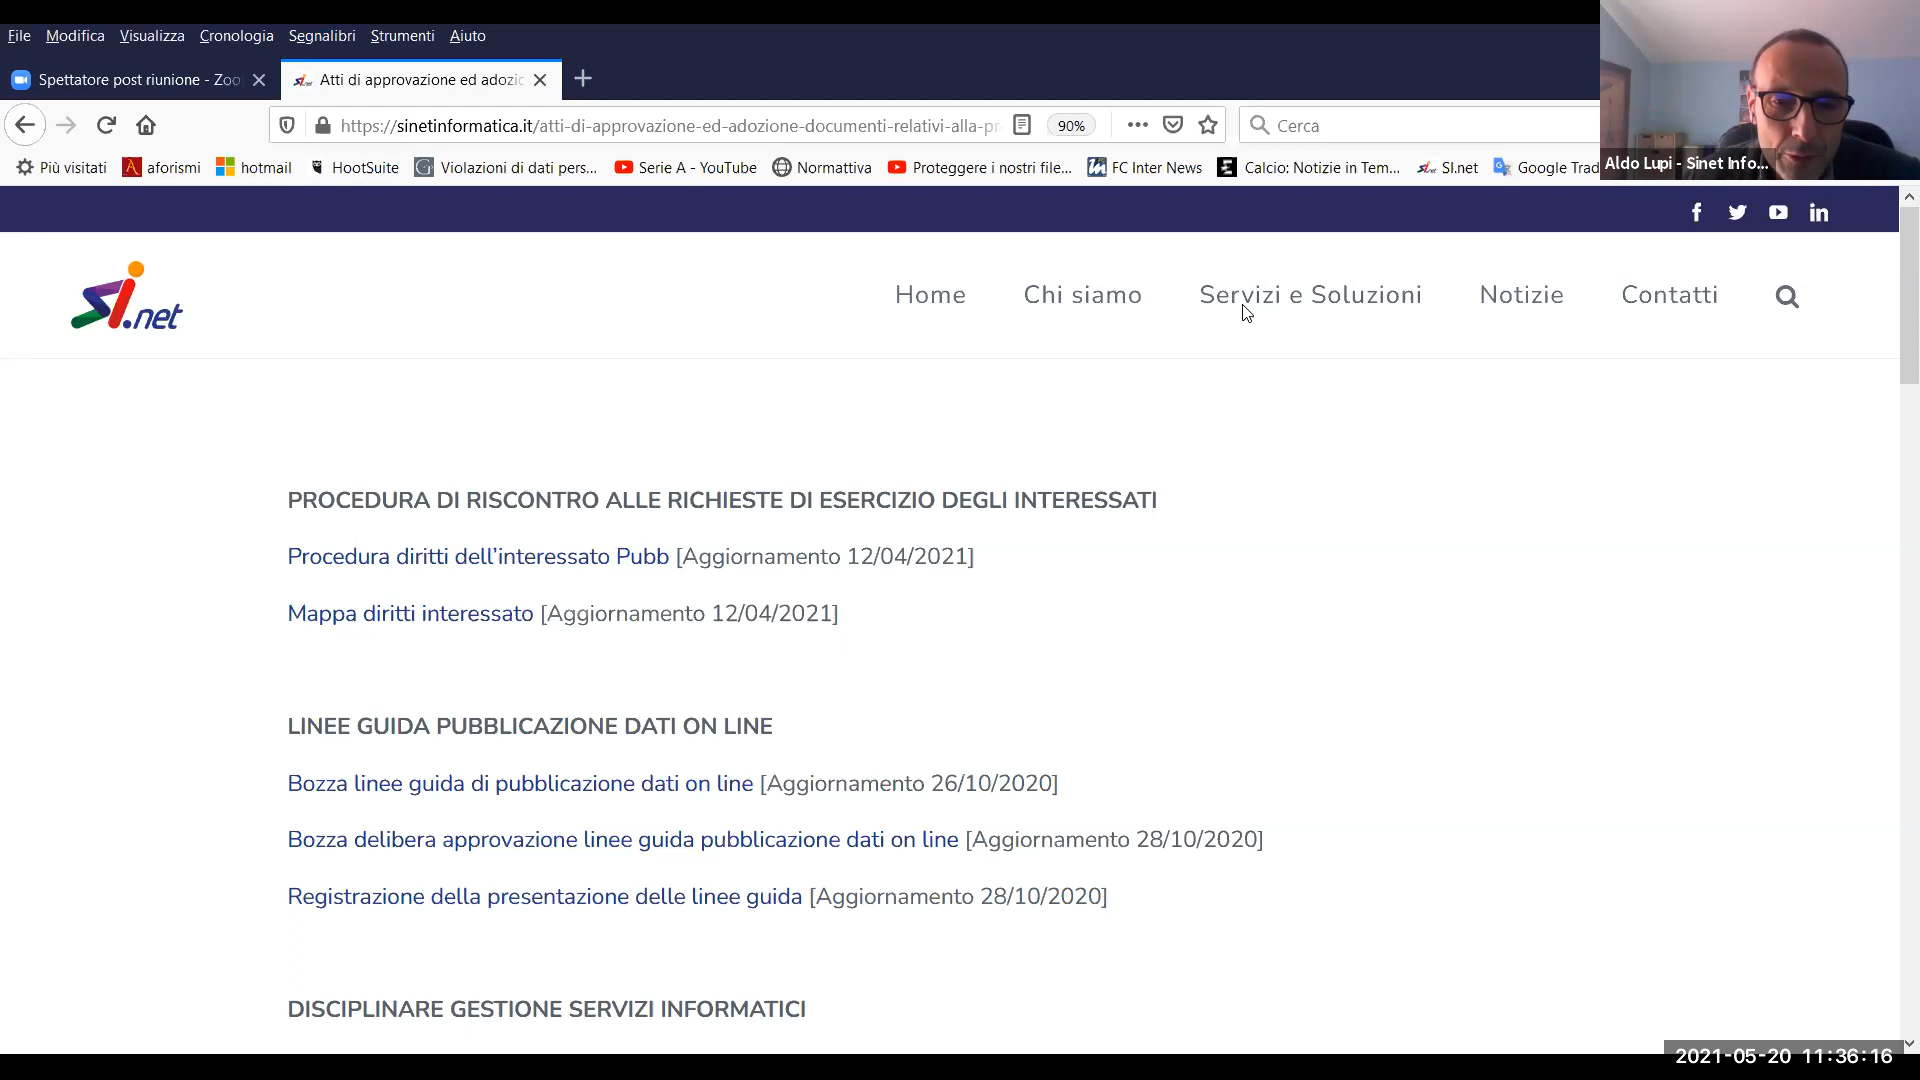 File Modifica Visualizza Cronologia Segnalibri Strumenti Aiuto
Spettatore post riunione - Zoo
Atti di approvazione ed adozio
https://sinetinformatica.it/atti-di-approvazione-ed-adozione-documenti-relativi-alla-pr
90%
Cerca
Più visitati aforismi hotmail HootSuite Violazioni di dati pers... Serie A - YouTube Normattiva Proteggere i nostri file... FC Inter News Calcio: Notizie in Tem... SI.net Google Trad
Aldo Lupi - Sinet Info...
SI.net
Home Chi siamo Servizi e Soluzioni Notizie Contatti
PROCEDURA DI RISCONTRO ALLE RICHIESTE DI ESERCIZIO DEGLI INTERESSATI
Procedura diritti dell’interessato Pubb [Aggiornamento 12/04/2021]
Mappa diritti interessato [Aggiornamento 12/04/2021]
LINEE GUIDA PUBBLICAZIONE DATI ON LINE
Bozza linee guida di pubblicazione dati on line [Aggiornamento 26/10/2020]
Bozza delibera approvazione linee guida pubblicazione dati on line [Aggiornamento 28/10/2020]
Registrazione della presentazione delle linee guida [Aggiornamento 28/10/2020]
DISCIPLINARE GESTIONE SERVIZI INFORMATICI
2021-05-20 11:36:16